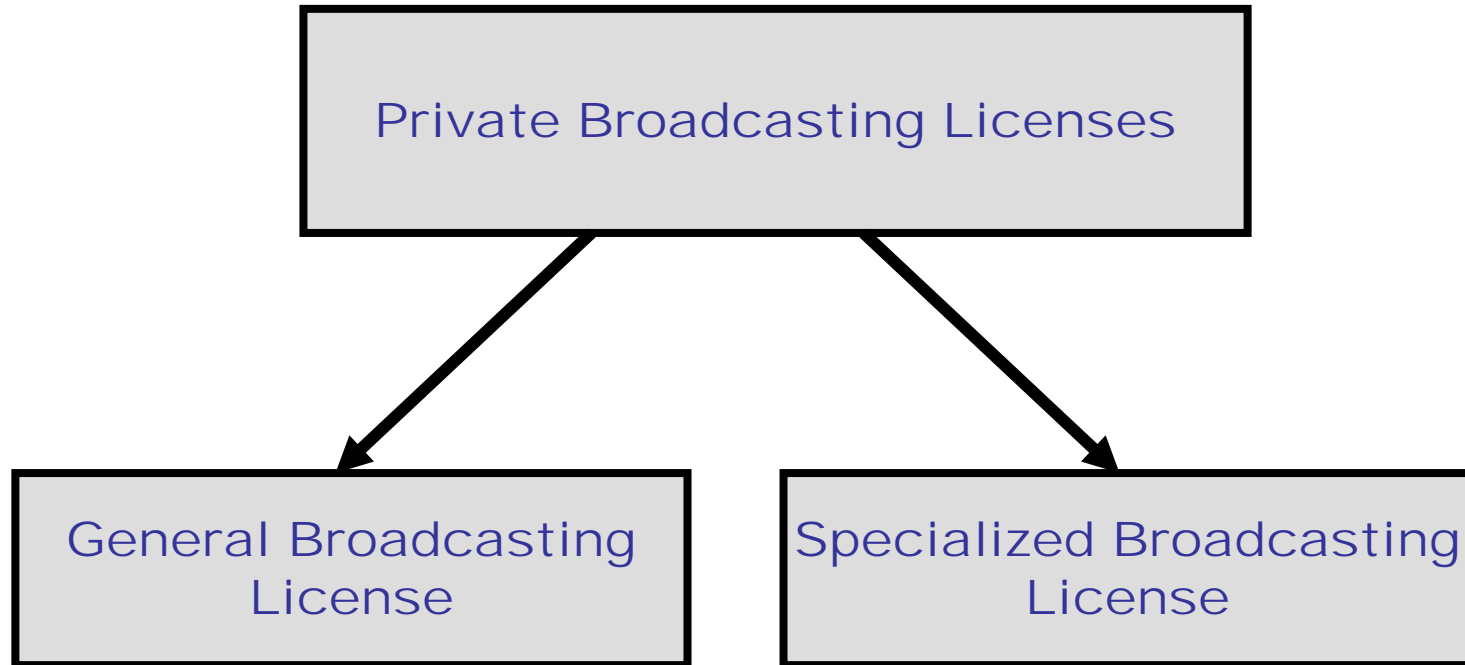 Private Broadcasting Licenses
General Broadcasting
License
Specialized Broadcasting
License